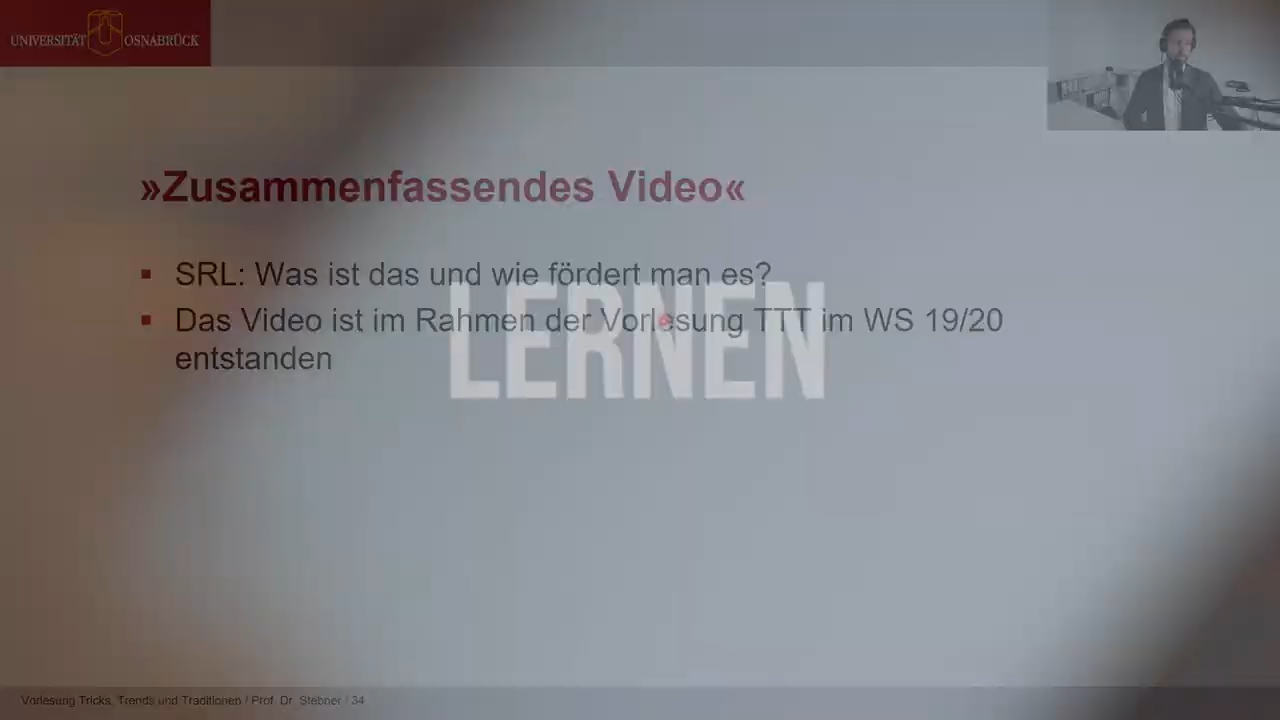 UNIVERSITÄT OSNABRÜCK
»Zusammenfassendes Video«
SRL: Was ist das und wie fördert man es?
Das Video ist im Rahmen der Vorlesung TTT im WS 19/20
entstanden
LERNEN
Vorlesung Tricks, Trends und Traditionen / Prof. Dr. Stebner / 34